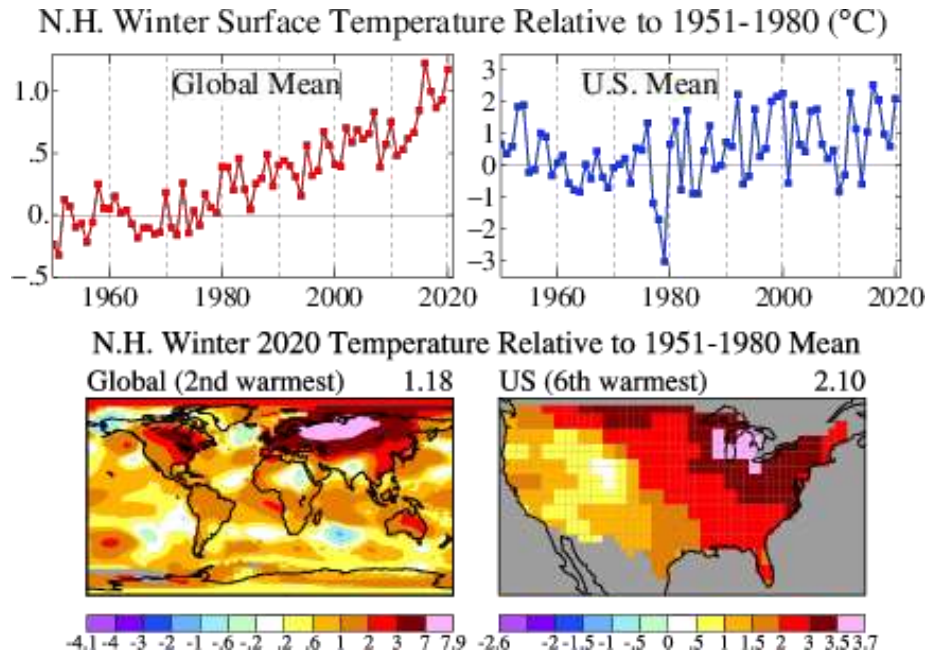 N.H. Winter Surface Temperature Relative to 1951-1980 (°C)
Global Mean
U.S. Mean
1.0
.5
0.
-.5
1960 1980 2000 2020
3
2
1
0
-1
-2
-3
1960 1980 2000 2020
N.H. Winter 2020 Temperature Relative to 1951-1980 Mean
Global (2nd warmest) 1.18
US (6th warmest) 2.10
-4.1 -4 -3 -2 -1 -.6 -.2 .2 .6 1 2 3 7 7.9
-2.6 -2 -1.5 -1 -.5 0 .5 1 2 3 3.5 3.7